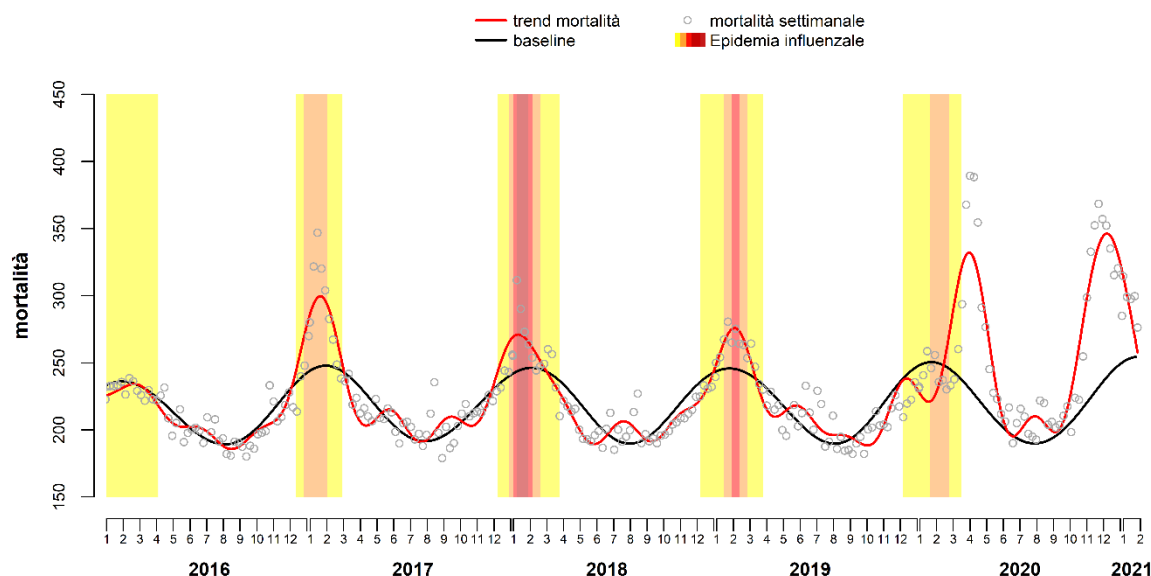 trend mortalità
mortalità settimanale
baseline
Epidemia influenzale
mortalità
450
400
350
300
250
200
150
1 2 3 4 5 6 7 8 9 10 11 12 1 2 3 4 5 6 7 8 9 10 11 12 1 2 3 4 5 6 7 8 9 10 11 12 1 2 3 4 5 6 7 8 9 10 11 12 1 2 3 4 5 6 7 8 9 10 11 12 1 2
2016 2017 2018 2019 2020 2021